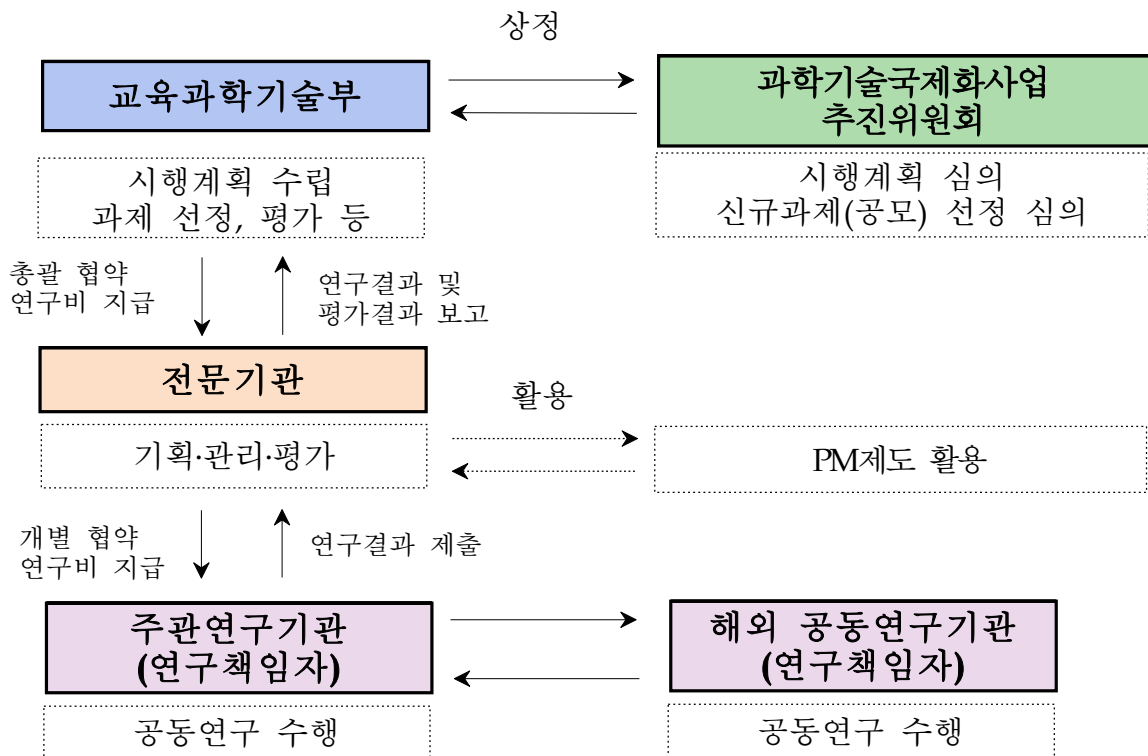 상정
교육과학기술부
과학기술국제화사업
추진위원회
시행계획 수립
과제 선정, 평가 등
시행계획 심의
신규과제(공모) 선정 심의
총괄 협약
연구비 지급
연구결과 및
평가결과 보고
전문기관
활용
기획·관리·평가
PM제도 활용
개별 협약
연구비 지급
연구결과 제출
주관연구기관
(연구책임자)
해외 공동연구기관
(연구책임자)
공동연구 수행
공동연구 수행